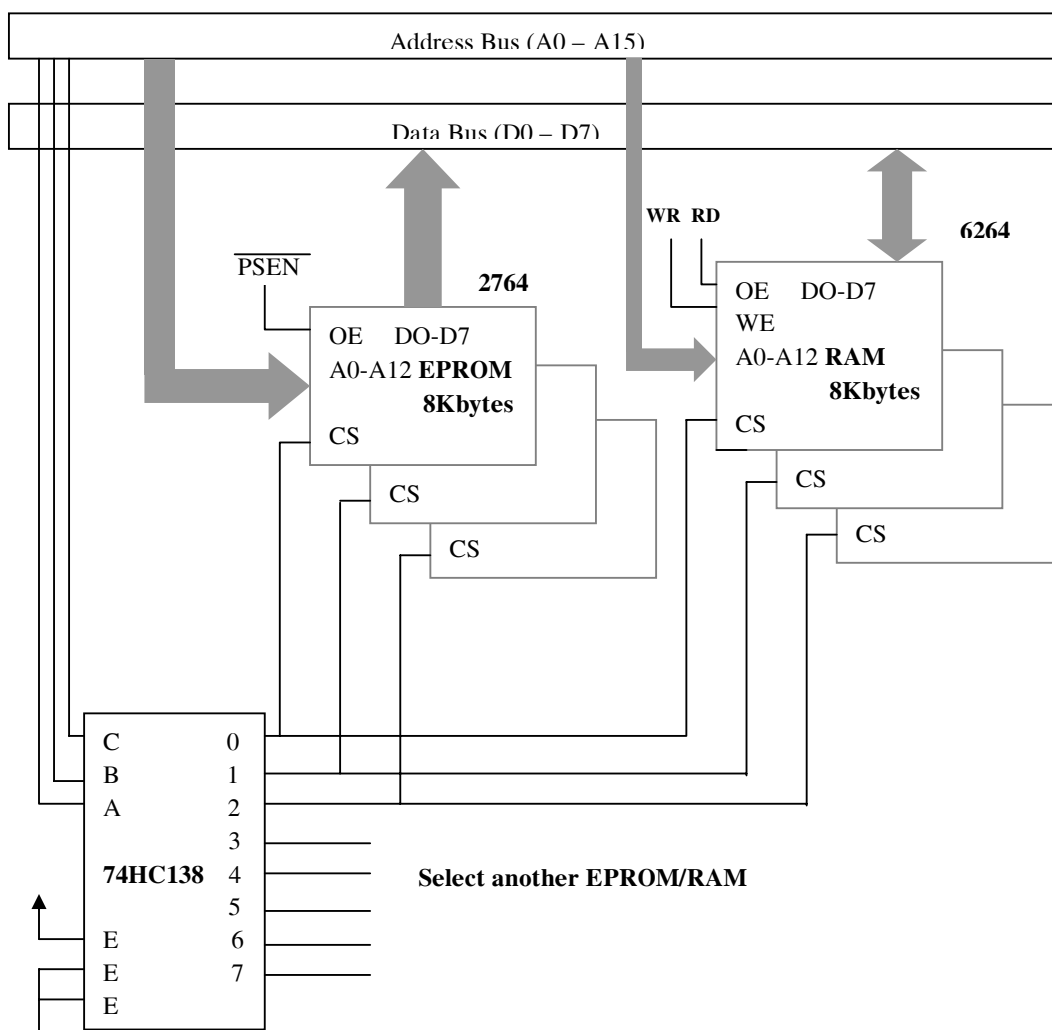 Address Bus (A0 – A15)
Data Bus (D0 – D7)
WR RD
6264
PSEN
2764
OE DO-D7
A0-A12 EPROM
8Kbytes
CS
CS
CS
OE DO-D7
WE
A0-A12 RAM
8Kbytes
CS
CS
CS
C 0
B 1
A 2
3
74HC138 4
5
E 6
E 7
E
Select another EPROM/RAM